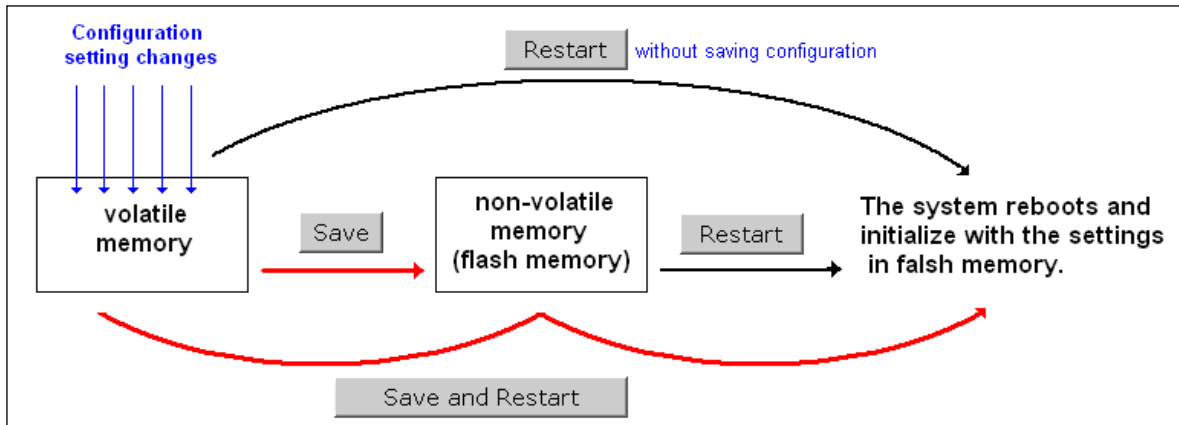 Configuration
setting changes
Restart
without saving configuration
volatile
memory
Save
non-volatile
memory
(flash memory)
Restart
The system reboots and
initialize with the settings
in falsh memory.
Save and Restart